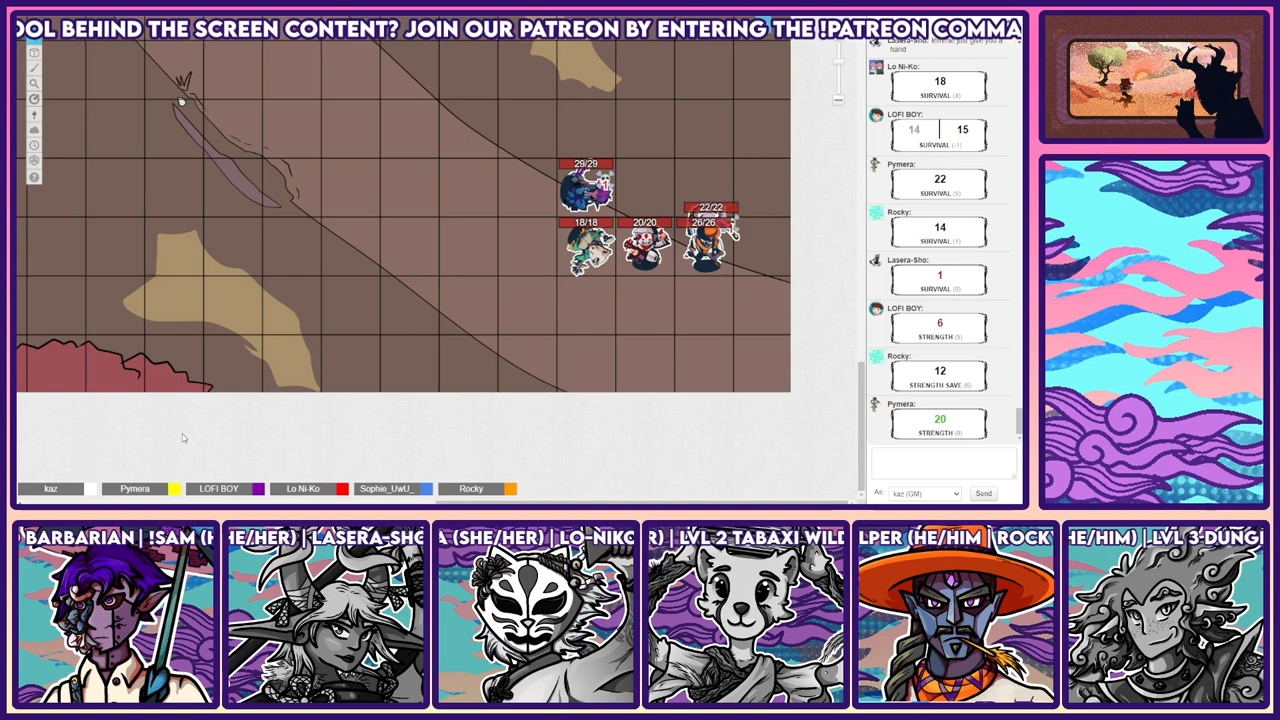 OOL BEHIND THE SCREEN CONTENT? JOIN OUR PATREON BY ENTERING THE !PATREON COMMA
hand
Lo Ni-Ko:
18
SURVIVAL (4)
LOFI BOY:
14 15
SURVIVAL (-1)
Pymera:
22
SURVIVAL (5)
Rocky:
14
SURVIVAL (1)
Lasera-Sho:
1
SURVIVAL (0)
LOFI BOY:
6
STRENGTH (5)
Rocky:
12
STRENGTH SAVE (6)
Pymera:
20
STRENGTH (0)
29/29
22/22
18/18 20/20 26/26
As: kaz (GM) Send
kaz Pymera LOFI BOY Lo Ni-Ko Sophie_UwU_ Rocky
BARBARIAN | !SAM (H
HE/HER) | LASERA-SHO
A (SHE/HER) | LO-NIKO
R) | LVL 2 TABAXI WILD
LPER (HE/HIM | ROCKY
HE/HIM) | LVL 3-DUNGE